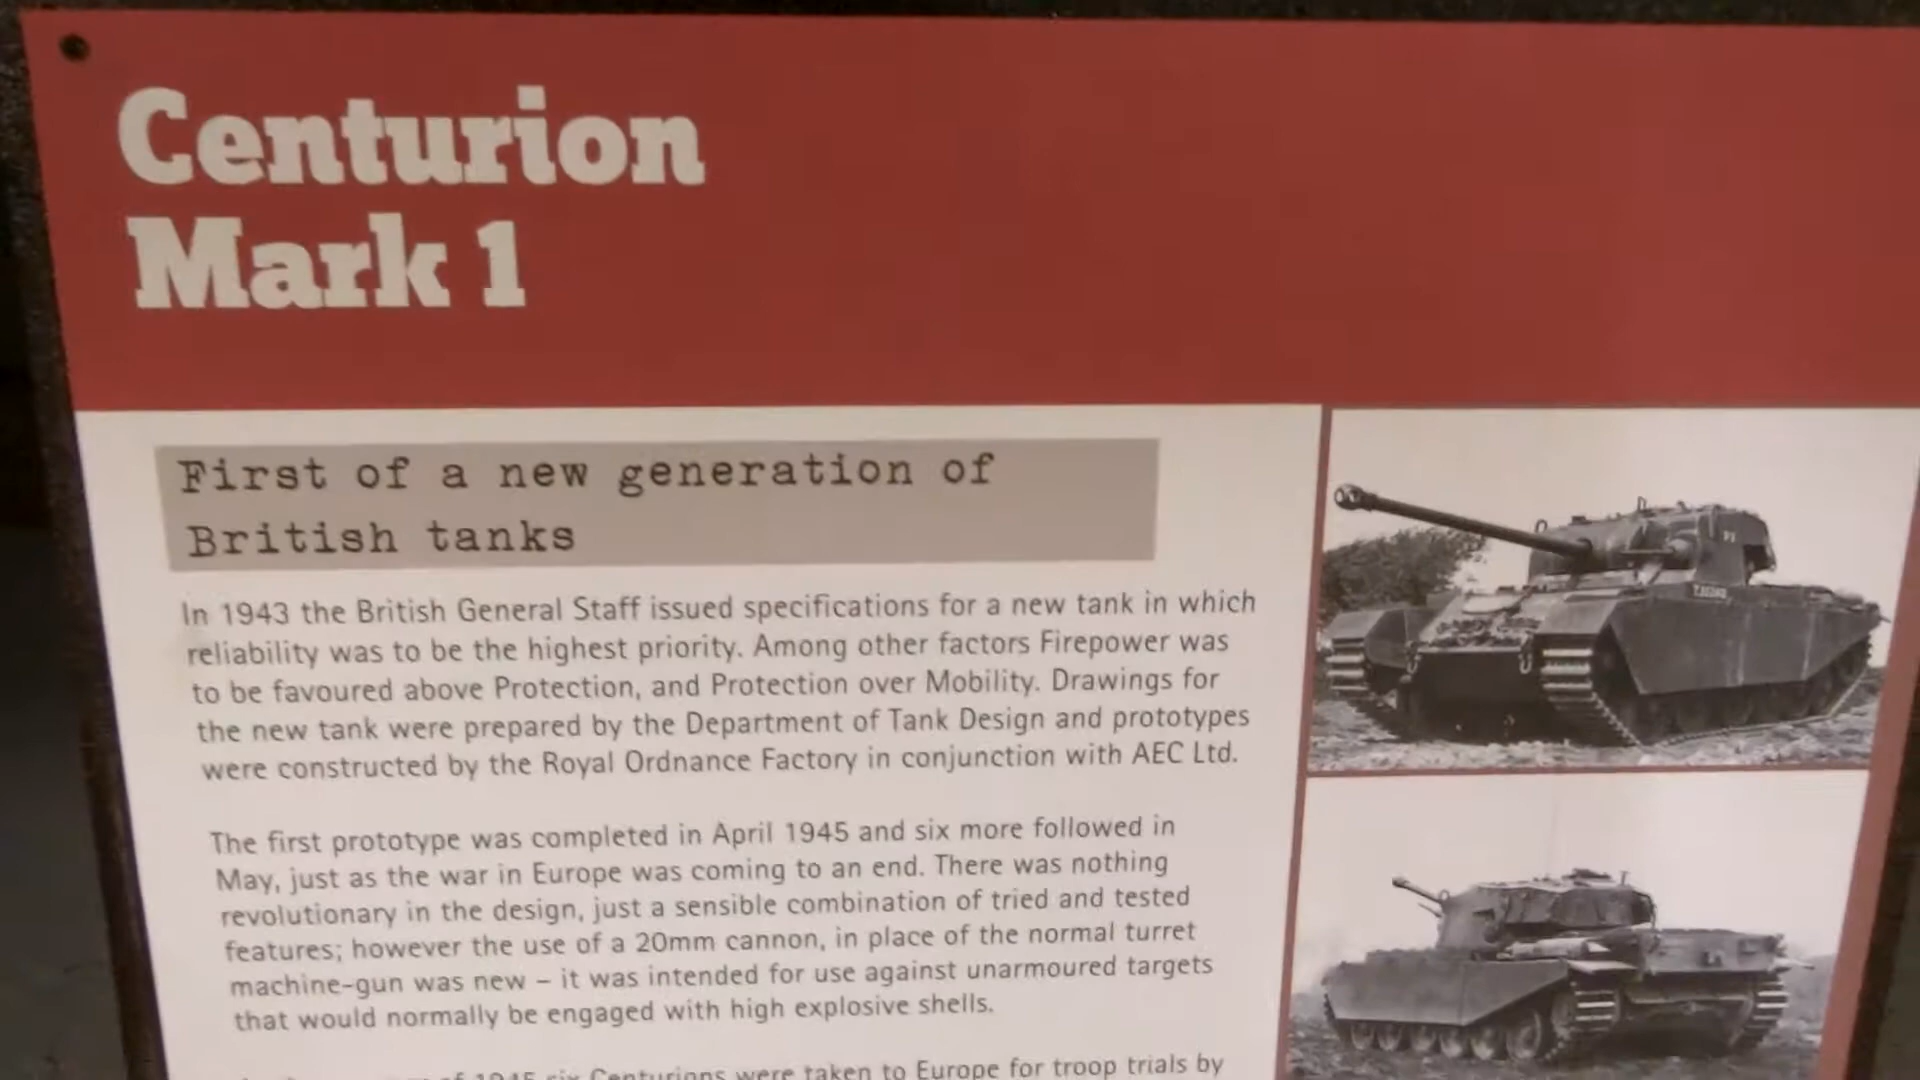 Centurion
Mark 1
First of a new generation of
British tanks
In 1943 the British General Staff issued specifications for a new tank in which
reliability was to be the highest priority. Among other factors Firepower was
to be favoured above Protection, and Protection over Mobility. Drawings for
the new tank were prepared by the Department of Tank Design and prototypes
were constructed by the Royal Ordnance Factory in conjunction with AEC Ltd.
The first prototype was completed in April 1945 and six more followed in
May, just as the war in Europe was coming to an end. There was nothing
revolutionary in the design, just a sensible combination of tried and tested
features; however the use of a 20mm cannon, in place of the normal turret
machine-gun was new – it was intended for use against unarmoured targets
that would normally be engaged with high explosive shells.
of 1945 six Centurions were taken to Europe for troop trials by